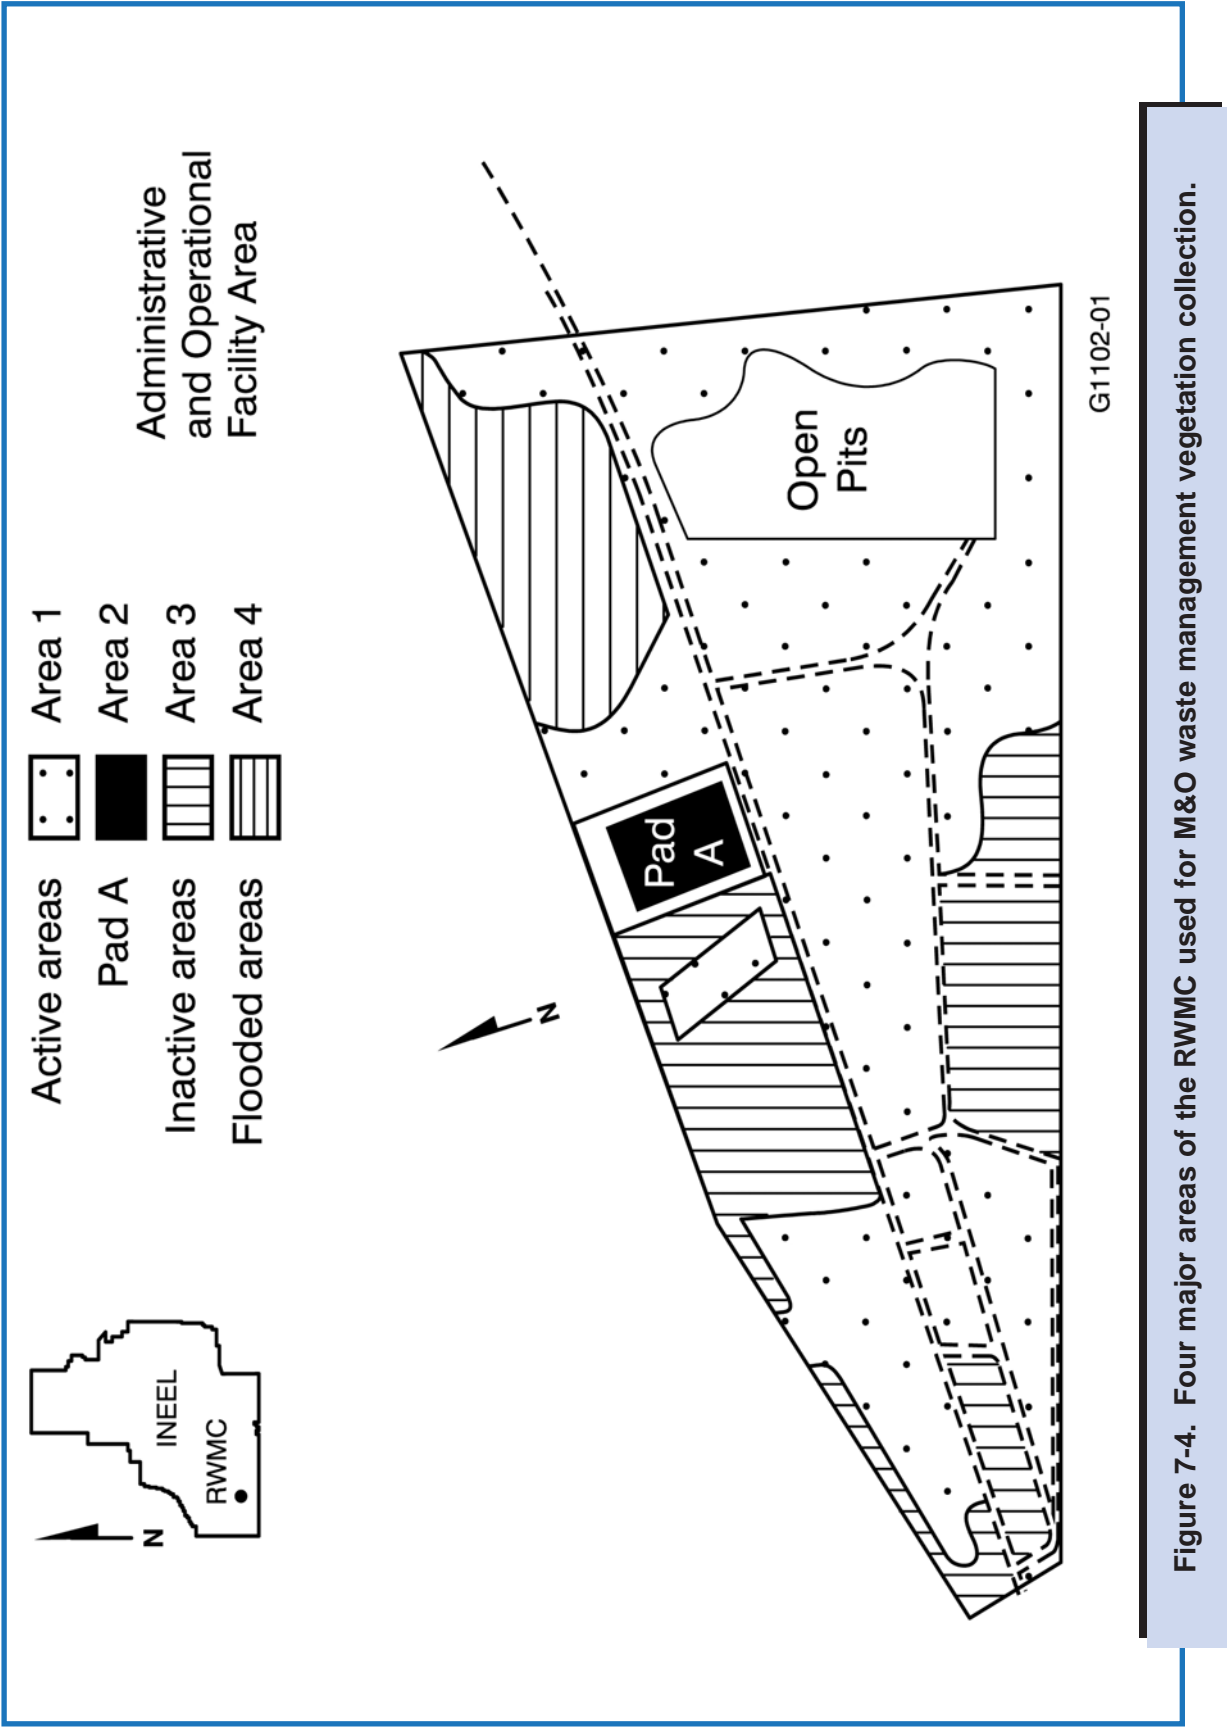 N
INEEL
RWMC
Active areas
Area 1
Pad A
Area 2
Inactive areas
Area 3
Flooded areas
Area 4
Administrative
and Operational
Facility Area
N
Pad
A
Open
Pits
G1102-01
Figure 7-4. Four major areas of the RWMC used for M&O waste management vegetation collection.